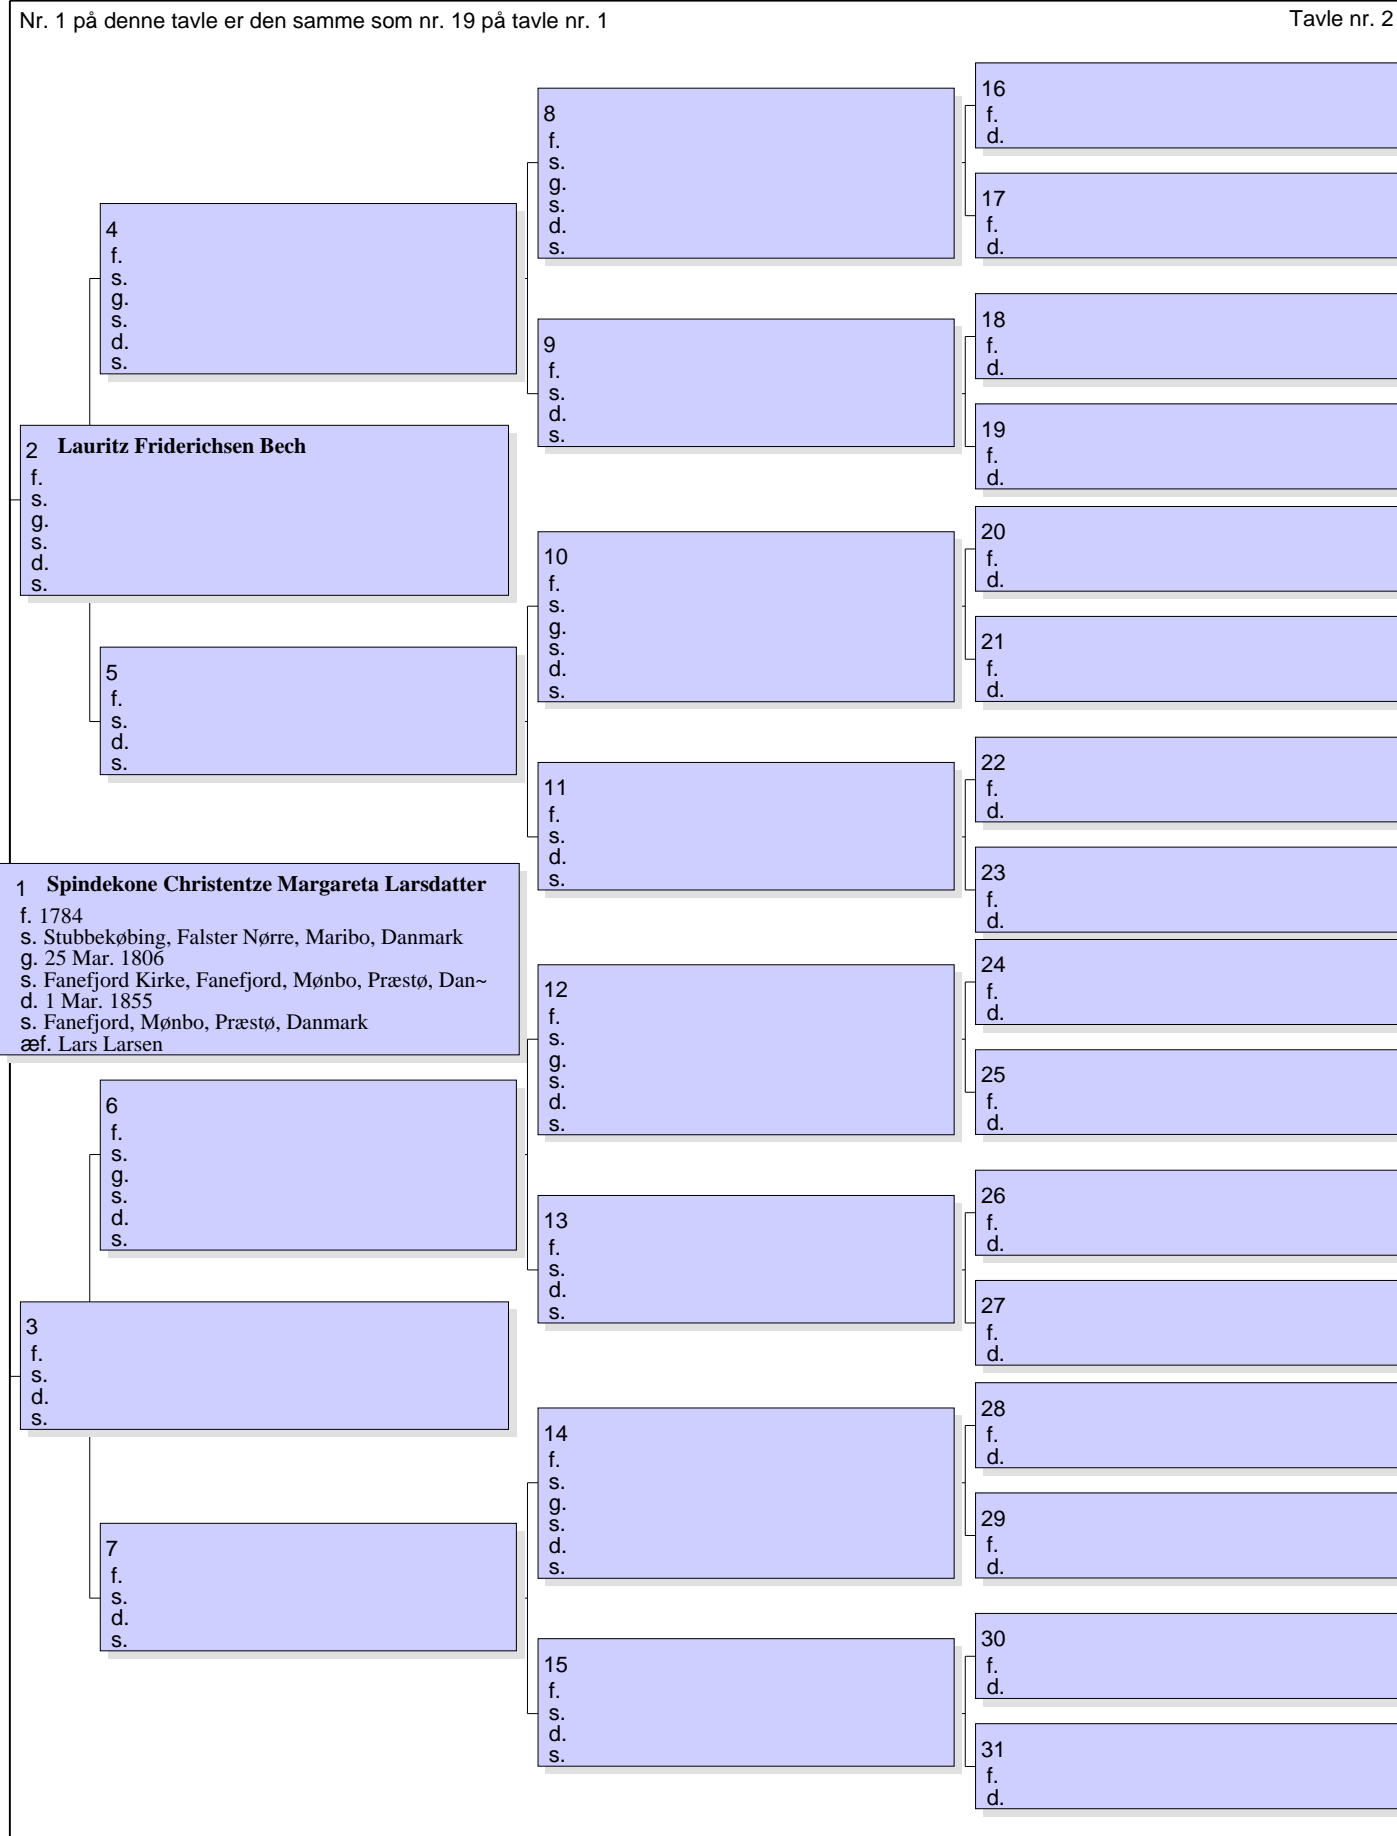 Nr. 1 på denne tavle er den samme som nr. 19 på tavle nr. 1
Tavle nr. 2
2 Lauritz Friderichsen Bech
f.
s.
g.
s.
d.
s.
4
f.
s.
g.
s.
d.
s.
5
f.
s.
d.
s.
1 Spindekone Christentze Margareta Larsdatter
f. 1784
s. Stubbekøbing, Falster Nørre, Maribo, Danmark
g. 25 Mar. 1806
s. Fanefjord Kirke, Fanefjord, Mønbo, Præstø, Dan~
d. 1 Mar. 1855
s. Fanefjord, Mønbo, Præstø, Danmark
æf. Lars Larsen
6
f.
s.
g.
s.
d.
s.
3
f.
s.
d.
s.
7
f.
s.
d.
s.
8
f.
s.
g.
s.
d.
s.
9
f.
s.
d.
s.
10
f.
s.
g.
s.
d.
s.
11
f.
s.
d.
s.
12
f.
s.
g.
s.
d.
s.
13
f.
s.
d.
s.
14
f.
s.
g.
s.
d.
s.
15
f.
s.
d.
s.
16
f.
d.
17
f.
d.
18
f.
d.
19
f.
d.
20
f.
d.
21
f.
d.
22
f.
d.
23
f.
d.
24
f.
d.
25
f.
d.
26
f.
d.
27
f.
d.
28
f.
d.
29
f.
d.
30
f.
d.
31
f.
d.